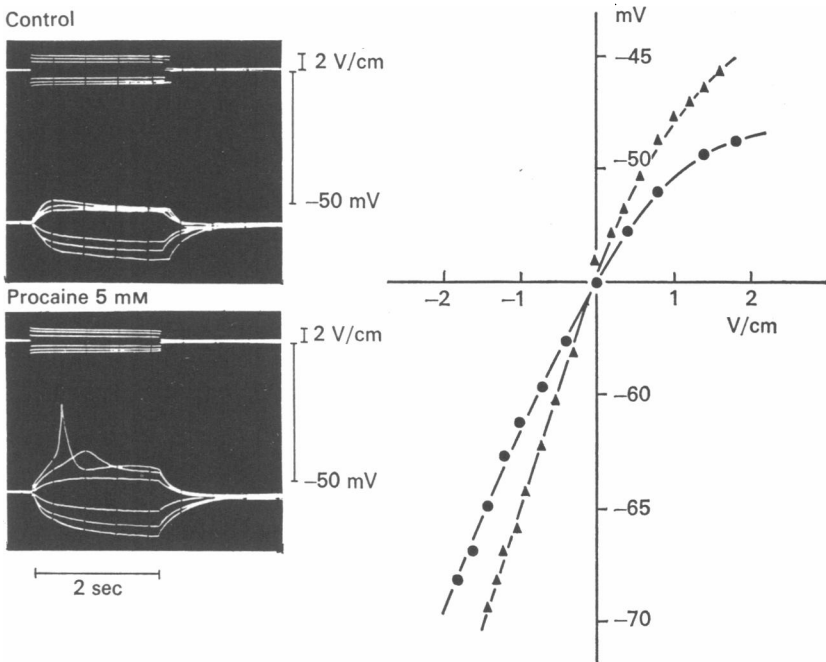 Control
2 V/cm
−50 mV
Procaine 5 mM
2 V/cm
−50 mV
2 sec
mV
−45
−50
−2
−1
1
2
V/cm
−60
−65
−70